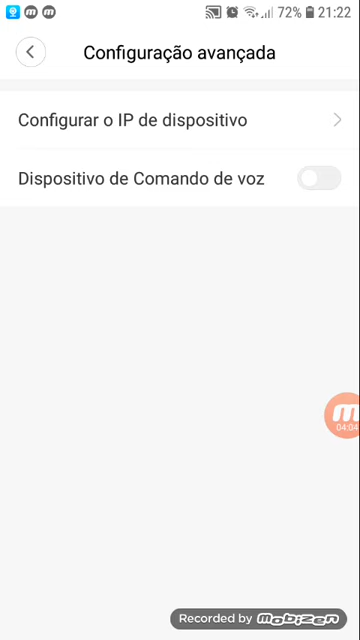 72% 21:22
Configuração avançada
Configurar o IP de dispositivo
Dispositivo de Comando de voz
04:04
Recorded by Mobizen